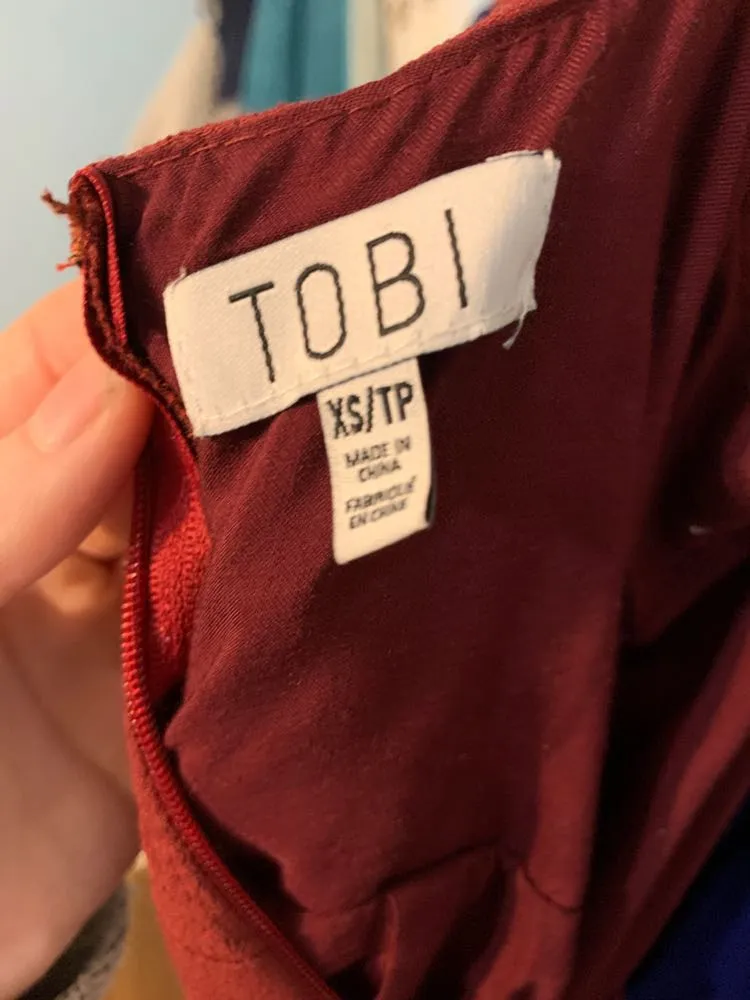 TOBI
XS/TP
MADE IN
CHINA
FABRIQUÉ
EN CHINE